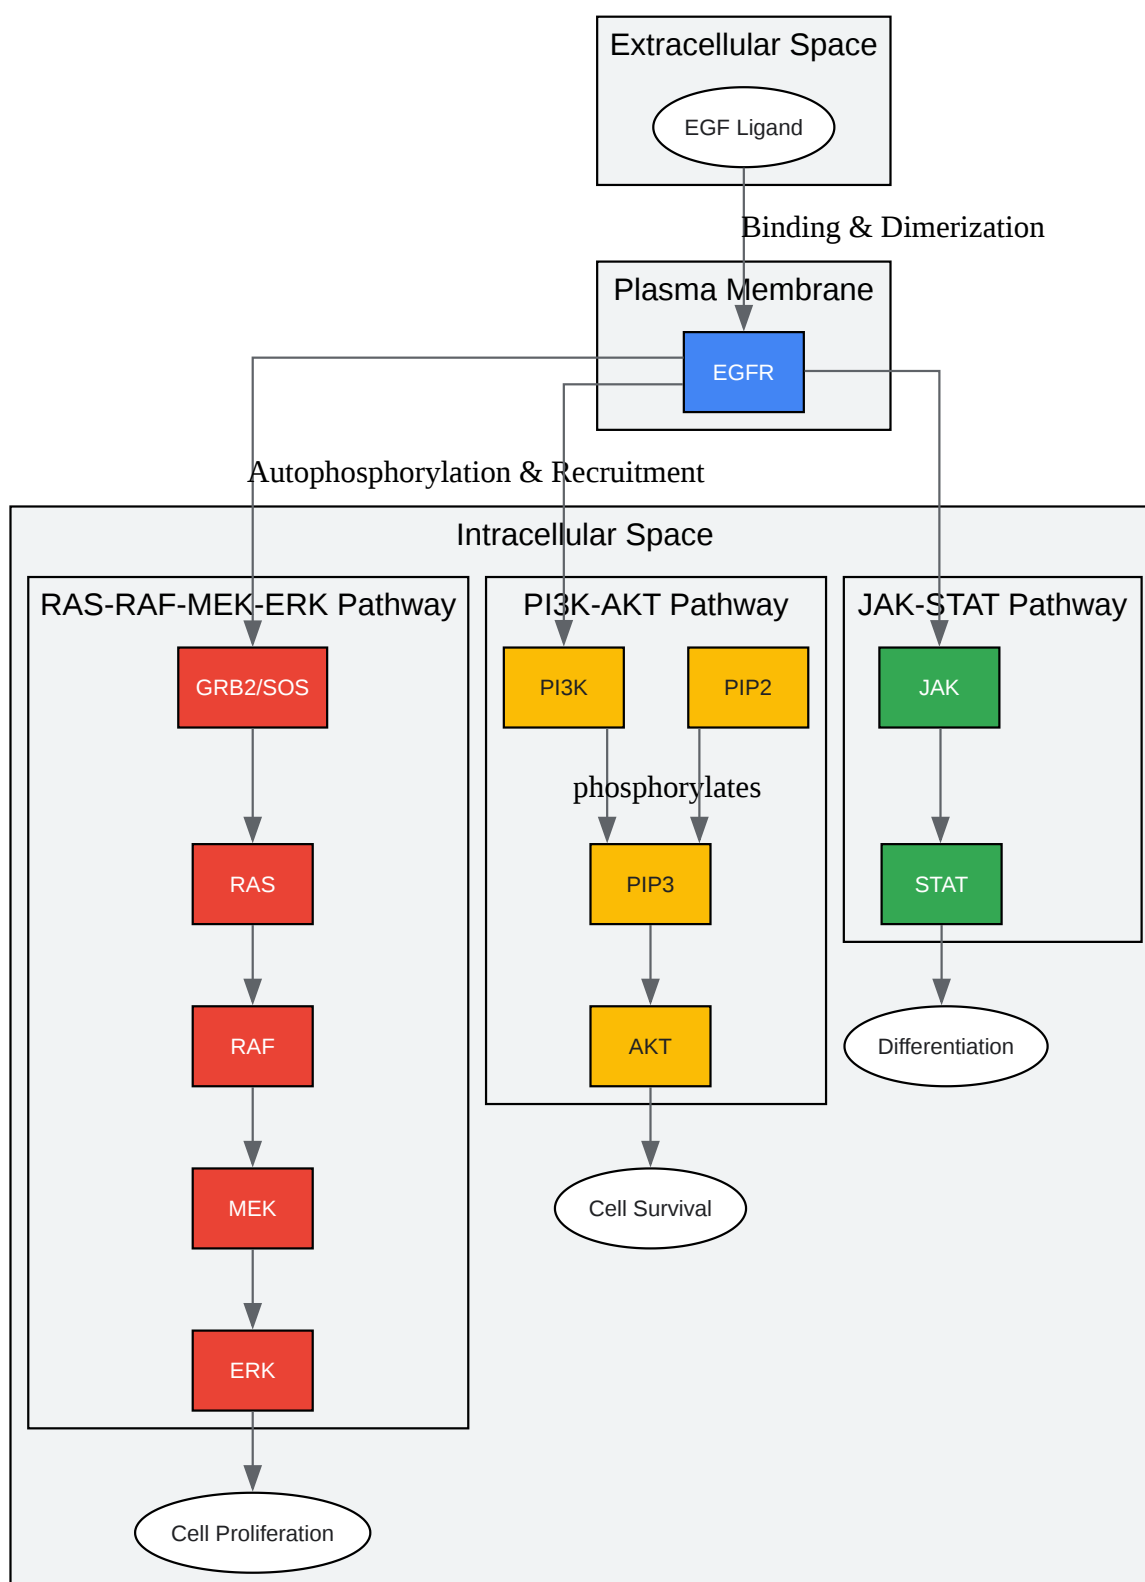 Extracellular Space
EGF Ligand
Binding & Dimerization
Plasma Membrane
EGFR
Autophosphorylation & Recruitment
Intracellular Space
RAS-RAF-MEK-ERK Pathway
GRB2/SOS
RAS
RAF
MEK
ERK
Cell Proliferation
PI3K-AKT Pathway
PI3K
PIP2
phosphorylates
PIP3
AKT
Cell Survival
JAK-STAT Pathway
JAK
STAT
Differentiation